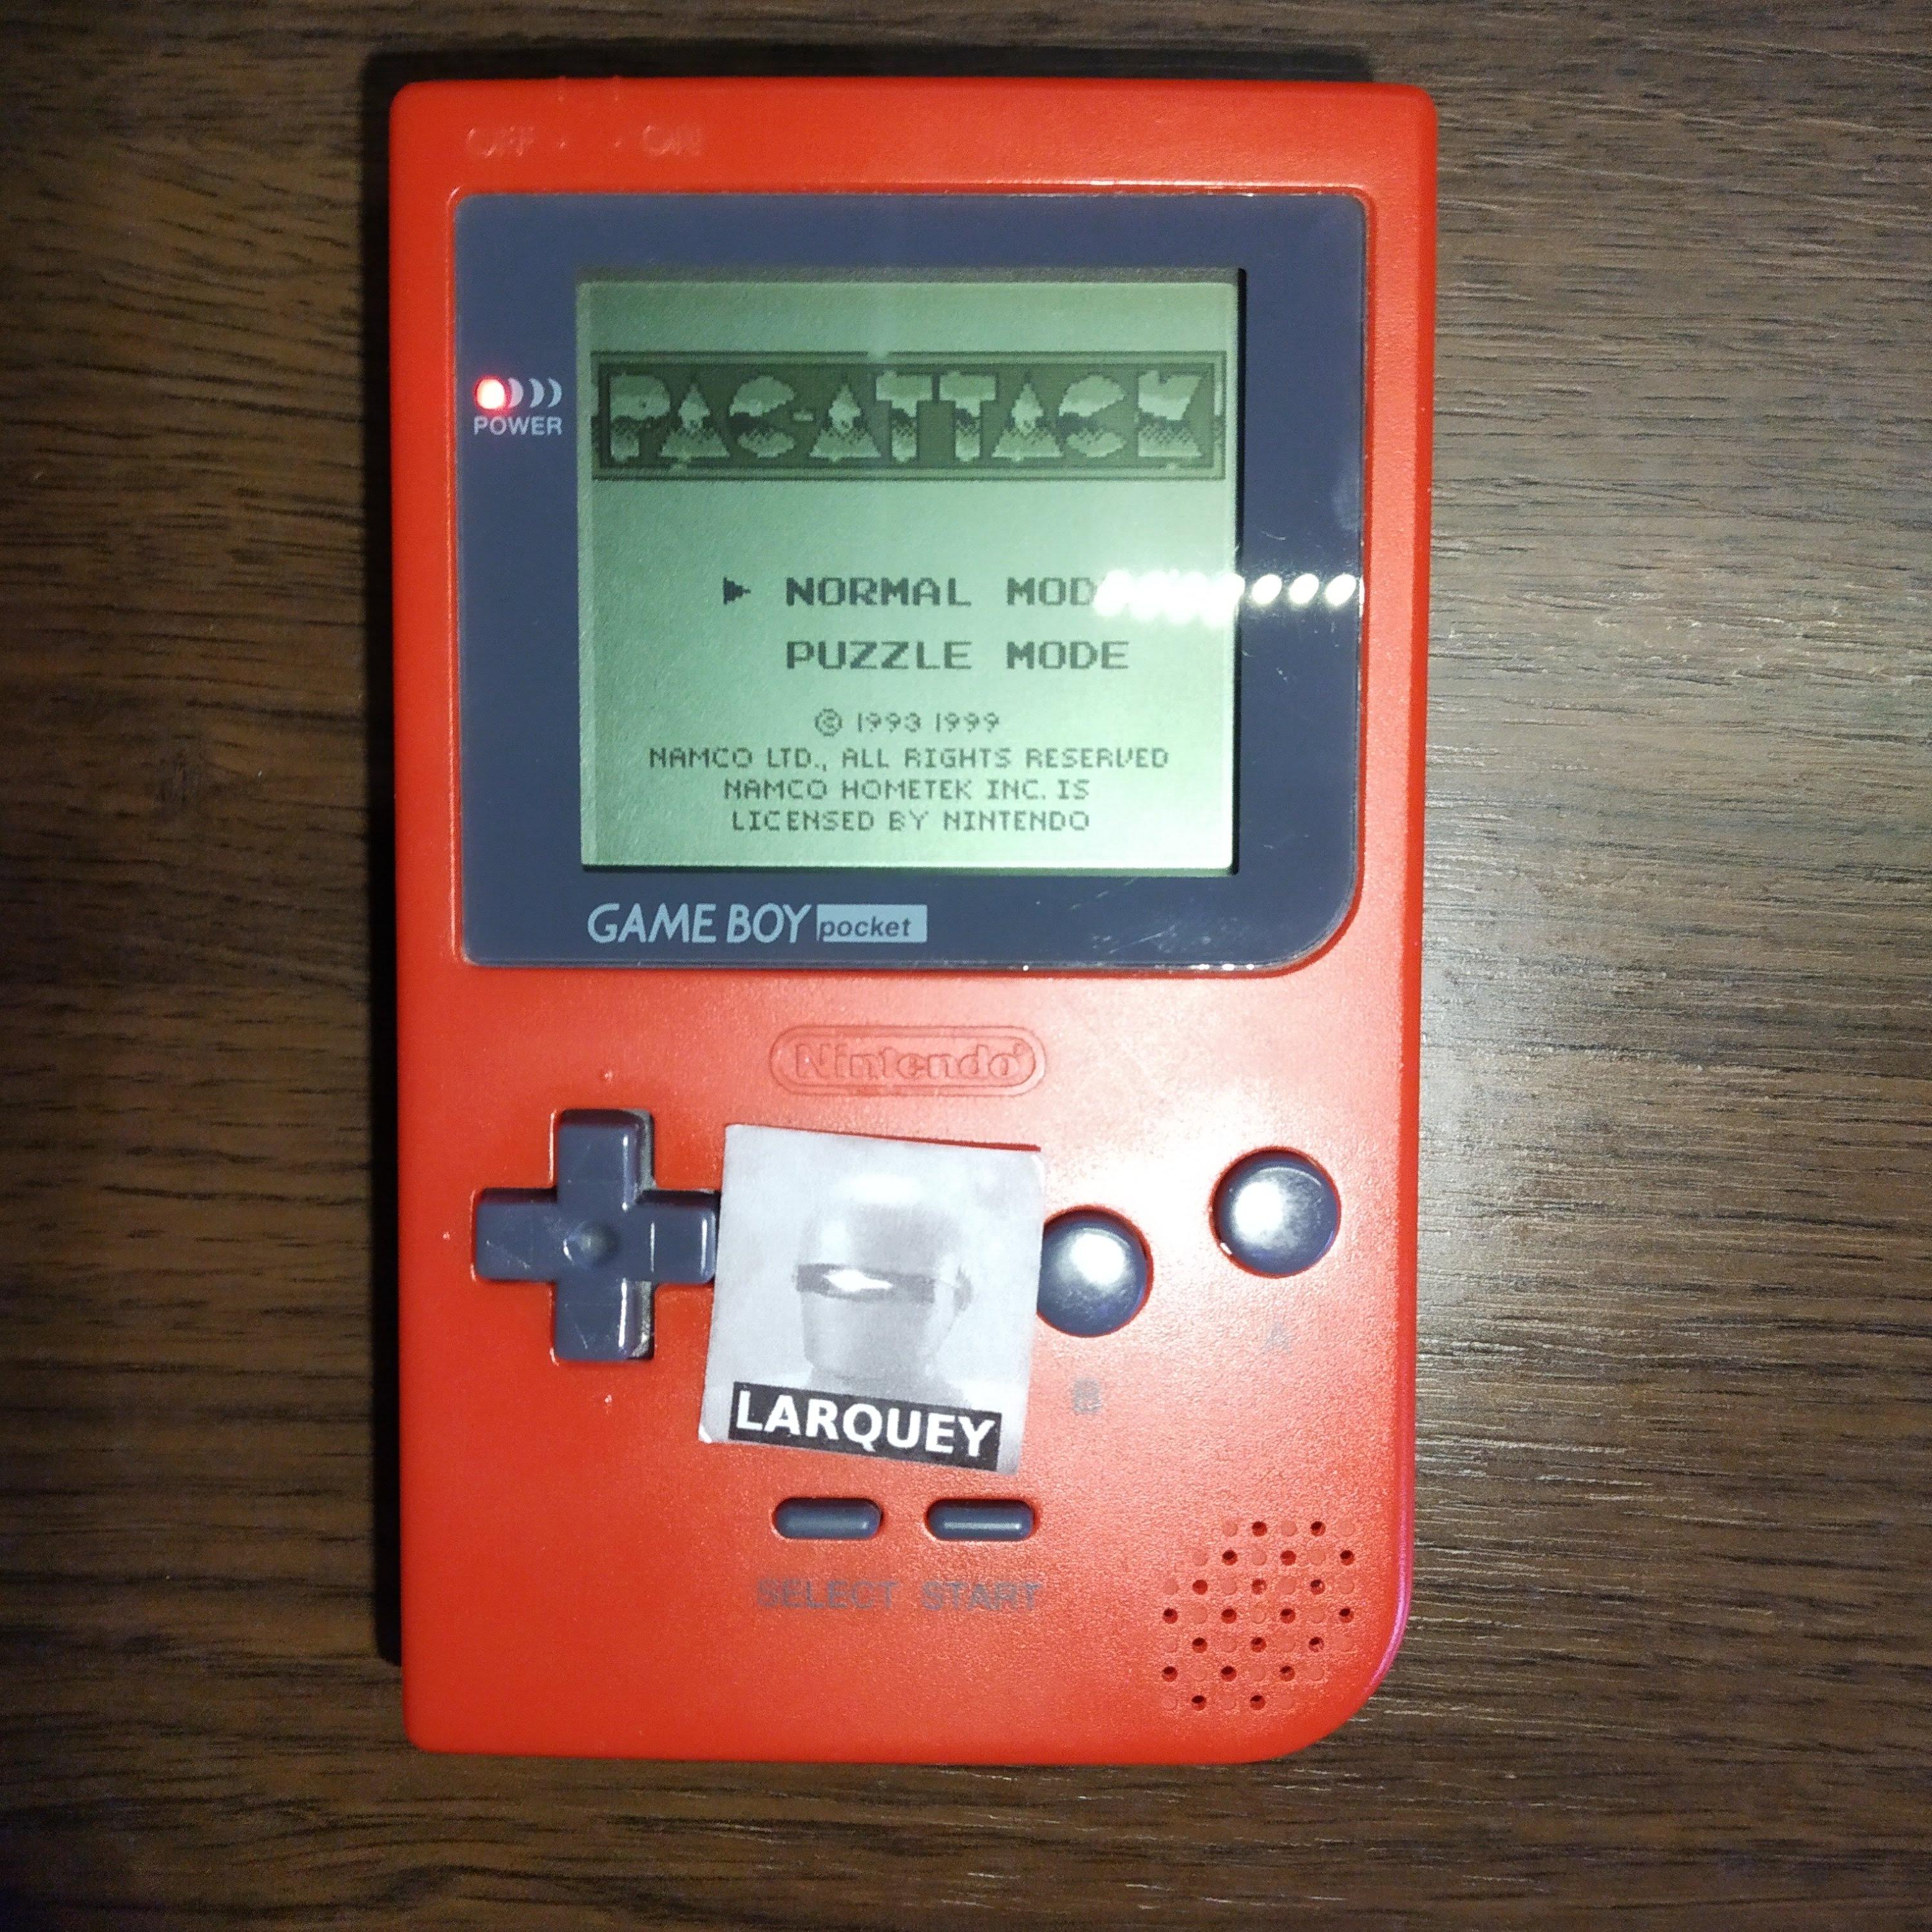 OFF ON
PAC-ATTACK
POWER
NORMAL MOD
PUZZLE MODE
© 1993 1999
NAMCO LTD., ALL RIGHTS RESERVED
NAMCO HOMETEK INC. IS
LICENSED BY NINTENDO
GAME BOY pocket
Nintendo
A
B
LARQUEY
SELECT START